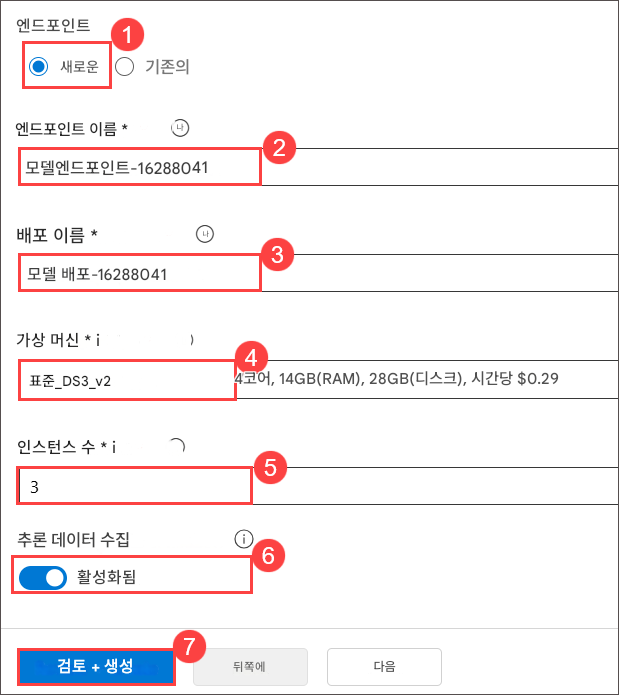 엔드포인트
1
새로운 기존의
엔드포인트 이름 * 나
2
모델엔드포인트-16288041
배포 이름 * 나
3
모델 배포-16288041
가상 머신 * i )
4
표준_DS3_v2 4코어, 14GB(RAM), 28GB(디스크), 시간당 $0.29
인스턴스 수 * i
5
3
추론 데이터 수집 i
6
활성화됨
7
검토 + 생성 뒤쪽에 다음